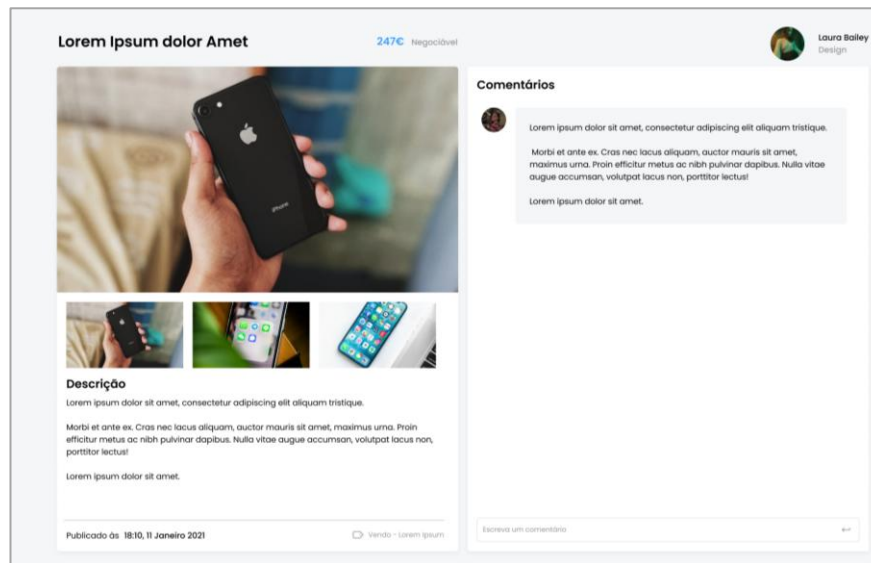 Lorem Ipsum dolor Amet
247€ Negociável
Laura Bailey
Design
iPhone
Descrição
Lorem ipsum dolor sit amet, consectetur adipiscing elit aliquam tristique.
Morbi et ante ex. Cras nec lacus aliquam, auctor mauris sit amet, maximus urna. Proin
efficitur metus ac nibh pulvinar dapibus. Nulla vitae augue accumsan, volutpat lacus non,
porttitor lectus!
Lorem ipsum dolor sit amet.
Publicado às 18:10, 11 Janeiro 2021
Vendo - Lorem Ipsum
Comentários
Lorem ipsum dolor sit amet, consectetur adipiscing elit aliquam tristique.
Morbi et ante ex. Cras nec lacus aliquam, auctor mauris sit amet,
maximus urna. Proin efficitur metus ac nibh pulvinar dapibus. Nulla vitae
augue accumsan, volutpat lacus non, porttitor lectus!
Lorem ipsum dolor sit amet.
Escreva um comentário